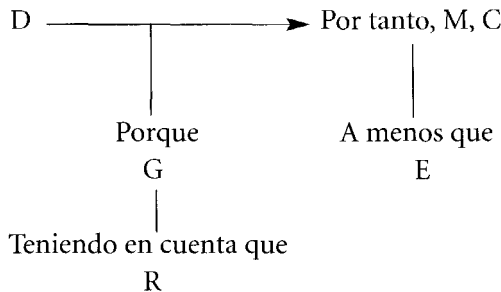 D Por tanto, M, C
Porque A menos que
G E
Teniendo en cuenta que
R